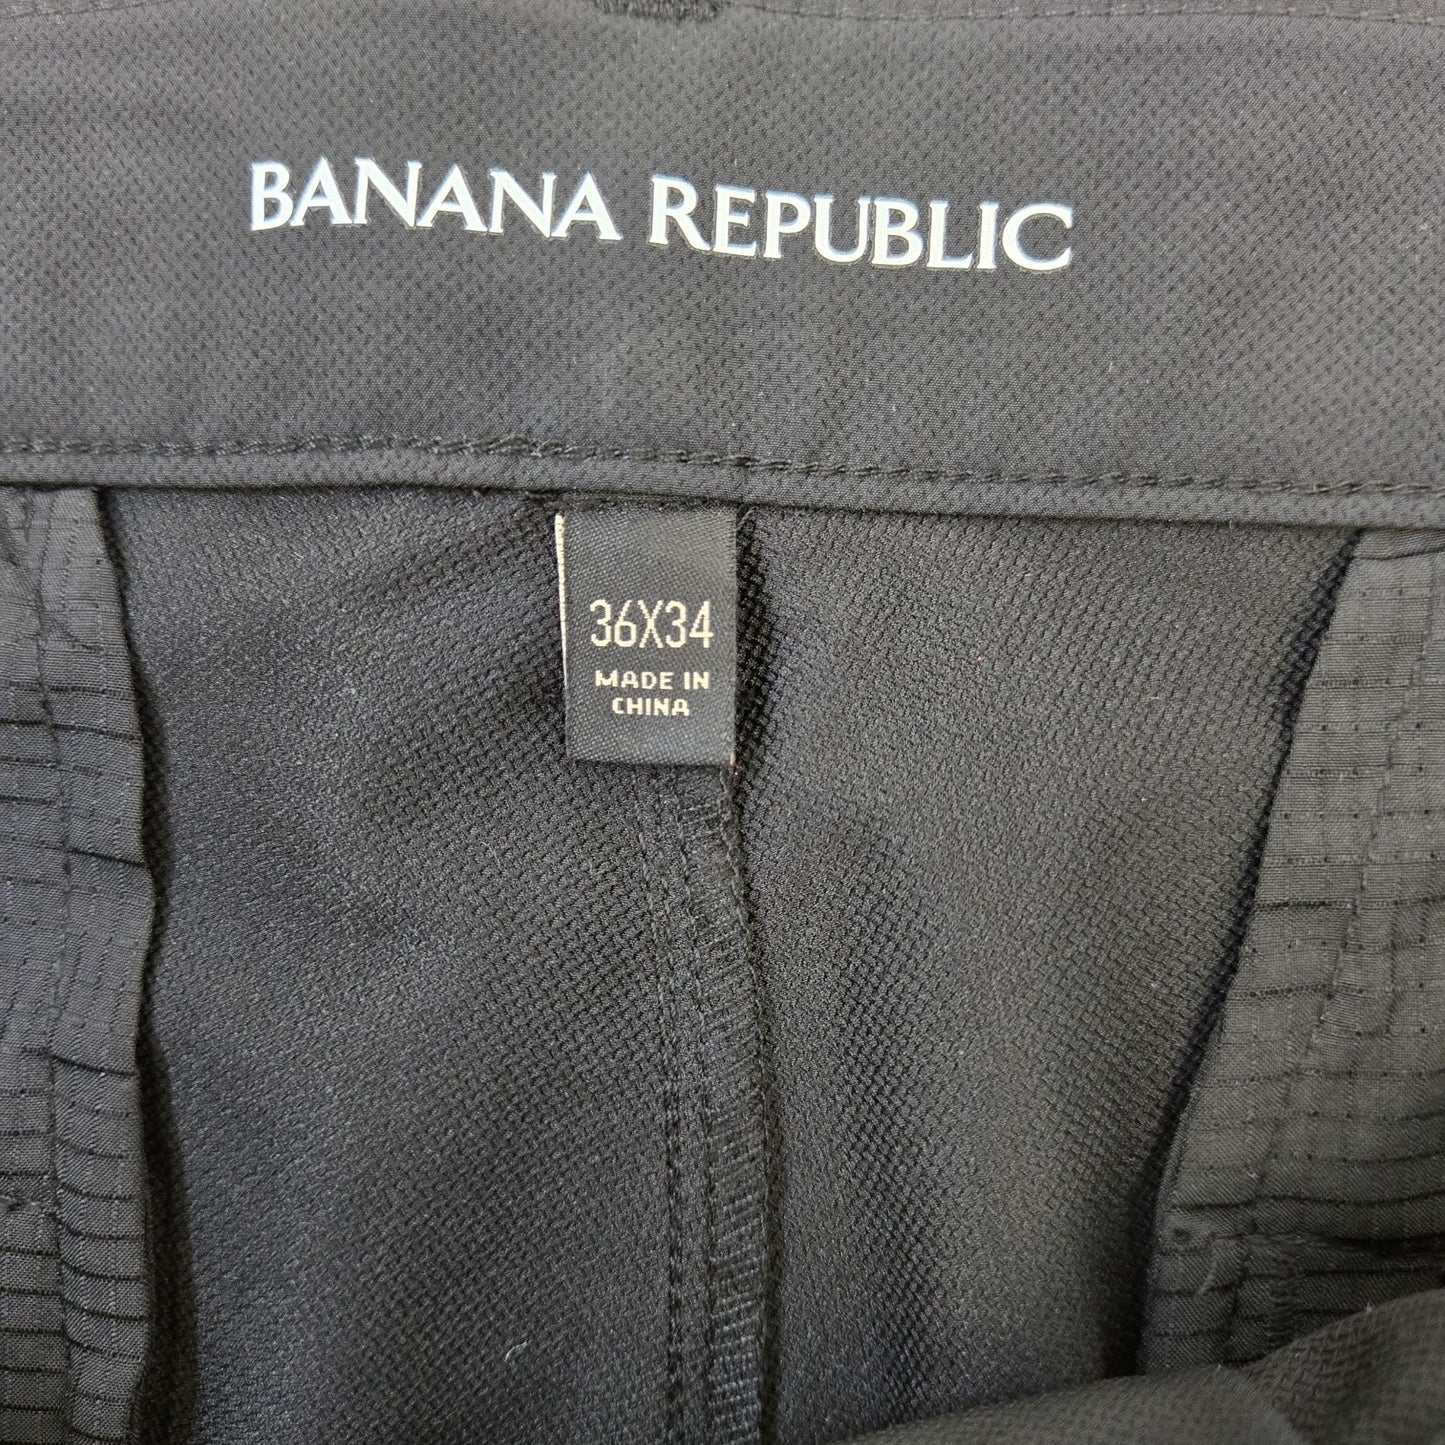 BANANA REPUBLIC
36X34
MADE IN
CHINA